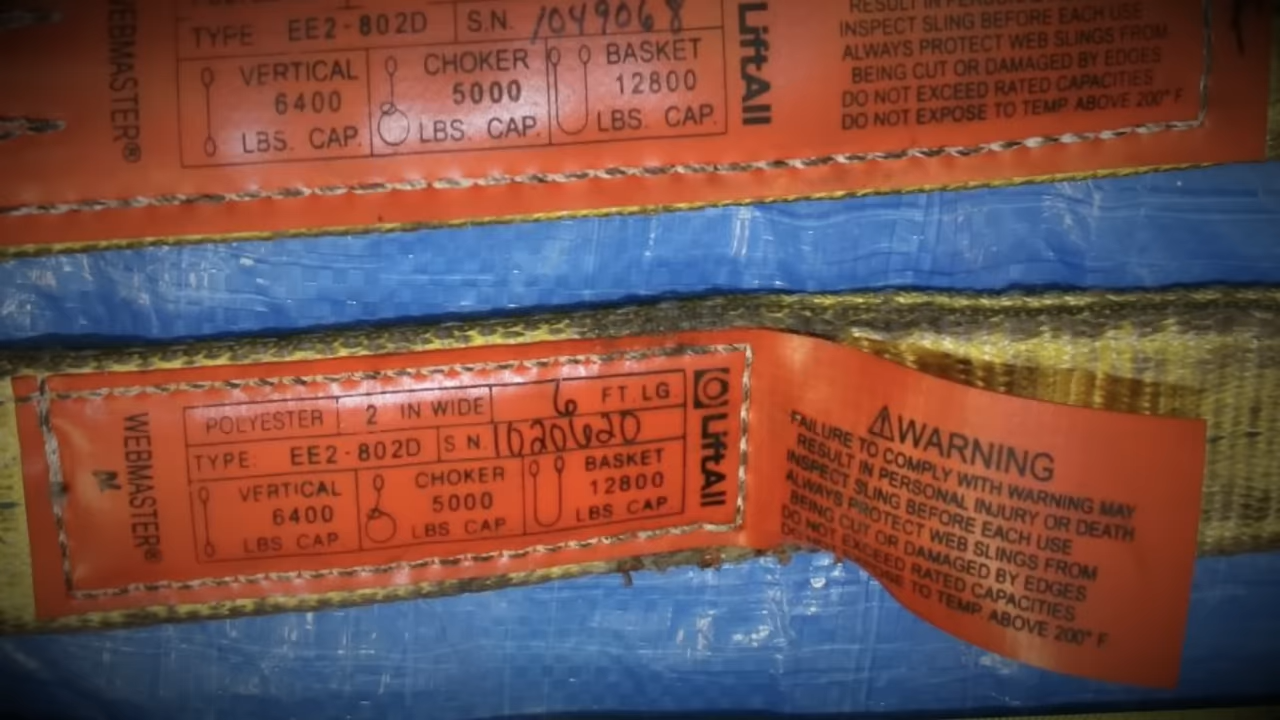 TYPE EE2-802D S.N. 1049068
VERTICAL 6400 LBS. CAP.
CHOKER 5000 LBS. CAP.
BASKET 12800 LBS. CAP.
WEBMASTER®
LiftAll
RESULT IN
INSPECT SLING BEFORE EACH USE
ALWAYS PROTECT WEB SLINGS FROM
BEING CUT OR DAMAGED BY EDGES
DO NOT EXCEED RATED CAPACITIES
DO NOT EXPOSE TO TEMP ABOVE 200° F
N
WEBMASTER®
POLYESTER 2 IN WIDE 6 FT. LG
TYPE: EE2-802D S N. 1020620
VERTICAL 6400 LBS CAP
CHOKER 5000 LBS CAP.
BASKET 12800 LBS CAP.
LiftAll
⚠WARNING
FAILURE TO COMPLY WITH WARNING MAY
RESULT IN PERSONAL INJURY OR DEATH
INSPECT SLING BEFORE EACH USE
ALWAYS PROTECT WEB SLINGS FROM
BEING CUT OR DAMAGED BY EDGES
DO NOT EXCEED RATED CAPACITIES
TO TEMP. ABOVE 200° F